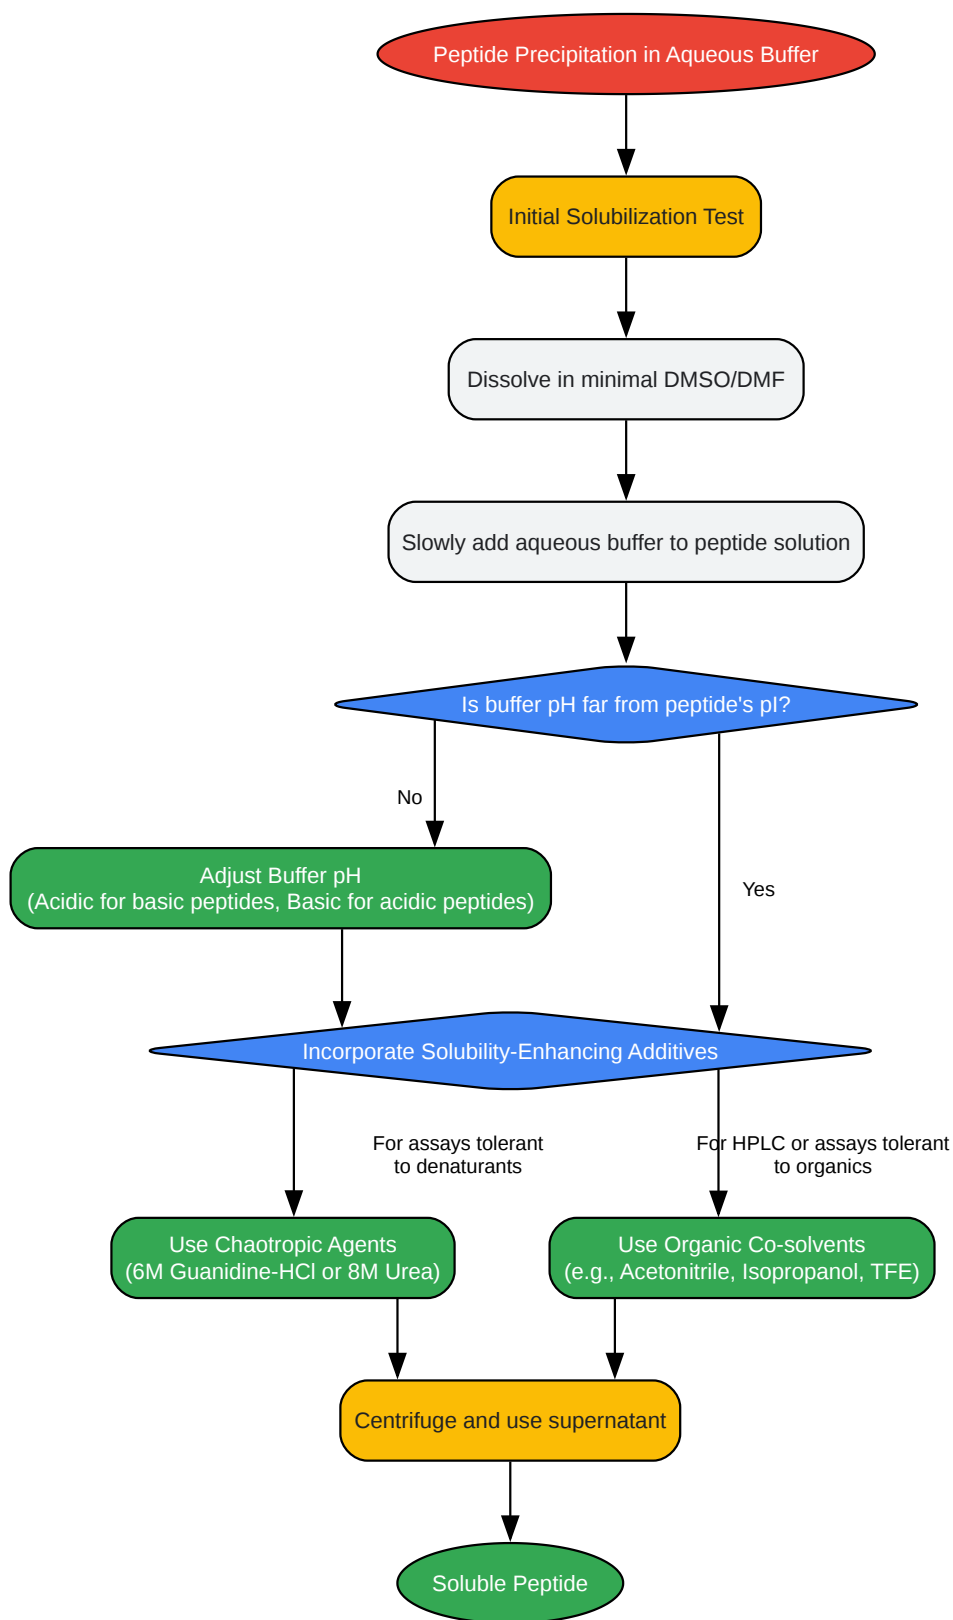 Peptide Precipitation in Aqueous Buffer
Initial Solubilization Test
Dissolve in minimal DMSO/DMF
Slowly add aqueous buffer to peptide solution
Is buffer pH far from peptide's pI?
No
Adjust Buffer pH
(Acidic for basic peptides, Basic for acidic peptides)
Yes
Incorporate Solubility-Enhancing Additives
For assays tolerant
to denaturants
For HPLC or assays tolerant
to organics
Use Chaotropic Agents
(6M Guanidine-HCl or 8M Urea)
Use Organic Co-solvents
(e.g., Acetonitrile, Isopropanol, TFE)
Centrifuge and use supernatant
Soluble Peptide